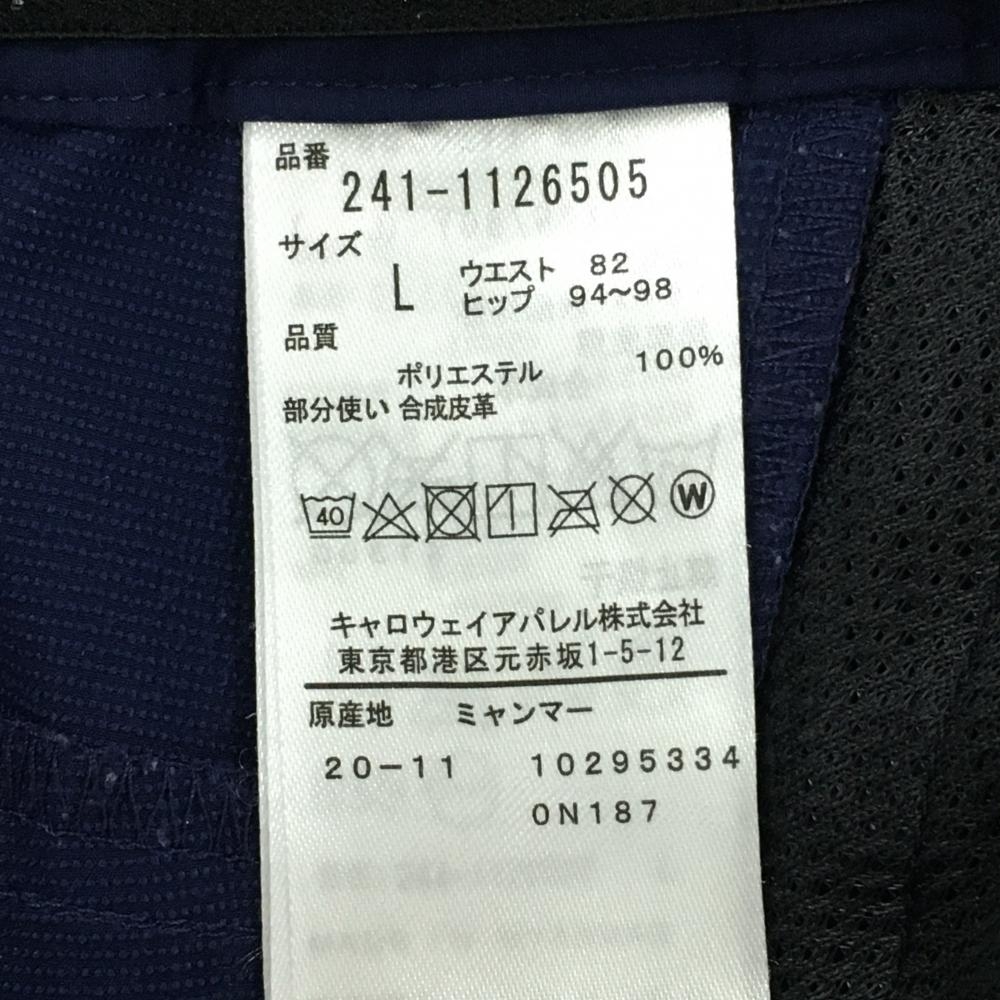 品番
241-1126505
サイズ
L ウエスト 82
ヒップ 94~98
品質
ポリエステル 100%
部分使い 合成皮革
40 W
キャロウェイアパレル株式会社
東京都港区元赤坂1-5-12
原産地 ミャンマー
20-11 10295334
0N187